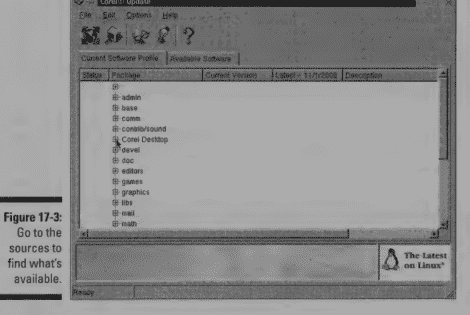 Corel Update
File Edit Options Help
Current Software Profile Available Software
Status Package Current Version Latest - 11/1/2000 Description
admin
base
comm
contrib/sound
Corel Desktop
devel
doc
editors
games
graphics
libs
mail
math
Figure 17-3:
Go to the
sources to
find what's
available.
The Latest
on Linux*
Ready